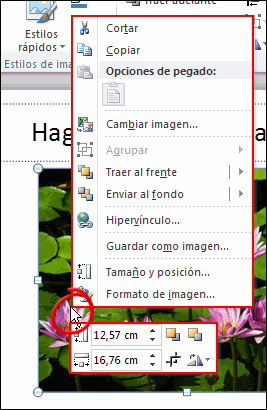 Traer adelante
Estilos
rápidos
Estilos de
Cortar
Copiar
Opciones de pegado:
Cambiar imagen...
Agrupar
Traer al frente
Enviar al fondo
Hipervínculo...
Guardar como imagen...
Tamaño y posición...
Formato de imagen...
Hag
12,57 cm
16,76 cm